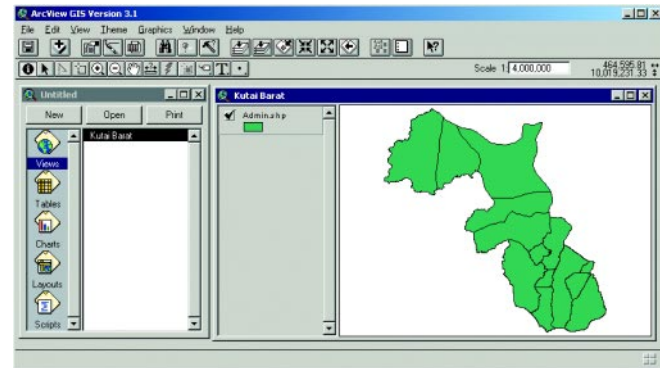 ArcView GIS Version 3.1
File Edit View Theme Graphics Window Help
Scale 1: 4,000,000
464,595.81
10,019,231.33
Untitled
New Open Print
Kutai Barat
Views
Tables
Charts
Layouts
Scripts
Kutai Barat
Admin.shp